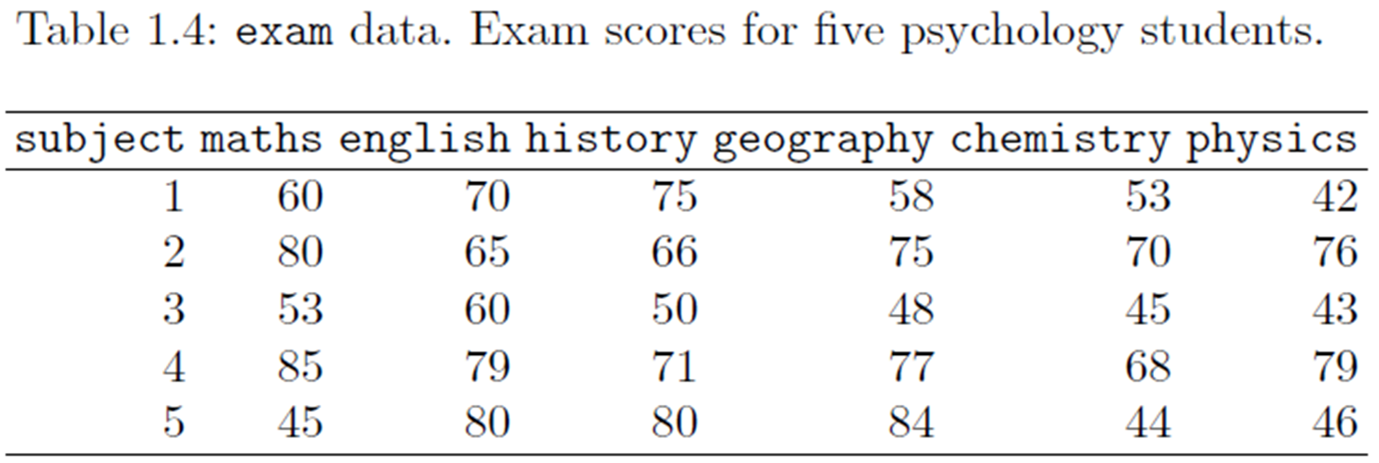 Table 1.4: exam data. Exam scores for five psychology students.
subject maths english history geography chemistry physics
1 60 70 75 58 53 42
2 80 65 66 75 70 76
3 53 60 50 48 45 43
4 85 79 71 77 68 79
5 45 80 80 84 44 46